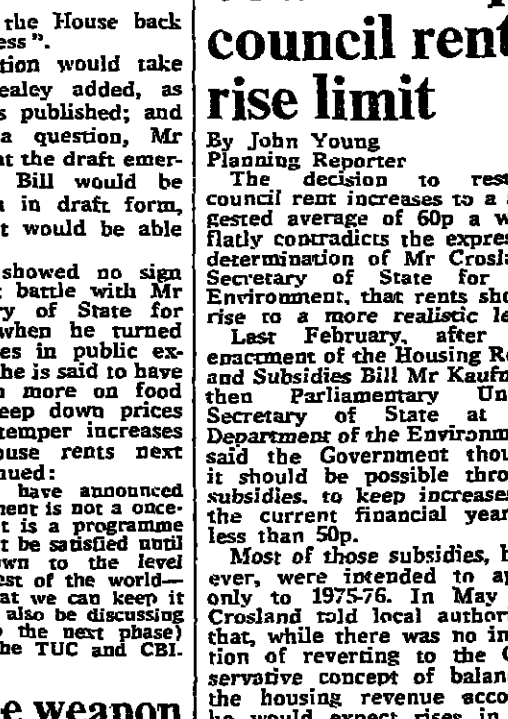 the House back
ess".
tion would take
ealey added, as
s published; and
a question, Mr
at the draft emer-
Bill would be
in draft form,
t would be able
showed no sign
battle with Mr
ry of State for
when he turned
es in public ex-
he is said to have
more on food
eep down prices
temper increases
ouse rents next
nued:
have announced
ment is not a once-
t is a programme
t be satisfied until
wn to the level
est of the world—
at we can keep it
also be discussing
the next phase)
he TUC and CBI.
e weapon
council rent
rise limit
By John Young
Planning Reporter
The decision to rest
council rent increases to a s
gested average of 60p a w
flatly contradicts the expres
determination of Mr Crosla
Secretary of State for
Environment, that rents sho
rise to a more realistic le
Last February, after
enactment of the Housing Re
and Subsidies Bill Mr Kaufm
then Parliamentary Un
Secretary of State at
Department of the Environm
said the Government thou
it should be possible thro
subsidies, to keep increases
the current financial year
less than 50p.
Most of those subsidies, h
ever, were intended to ap
only to 1975-76. In May
Crosland told local author
that, while there was no in
tion of reverting to the C
servative concept of balan
the housing revenue acco
he would expect rises in